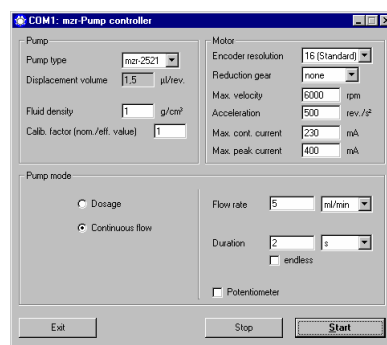 COM1: mzr-Pump controller
Pump
Pump type mzr-2521
Displacement volume 1,5 µl/rev.
Fluid density 1 g/cm³
Calib. factor (nom./eff. value) 1
Motor
Encoder resolution 16 (Standard)
Reduction gear none
Max. velocity 6000 rpm
Acceleration 500 rev./s²
Max. cont. current 230 mA
Max. peak current 400 mA
Pump mode
Dosage
Continuous flow
Flow rate 5 ml/min
Duration 2 s
endless
Potentiometer
Exit Stop Start